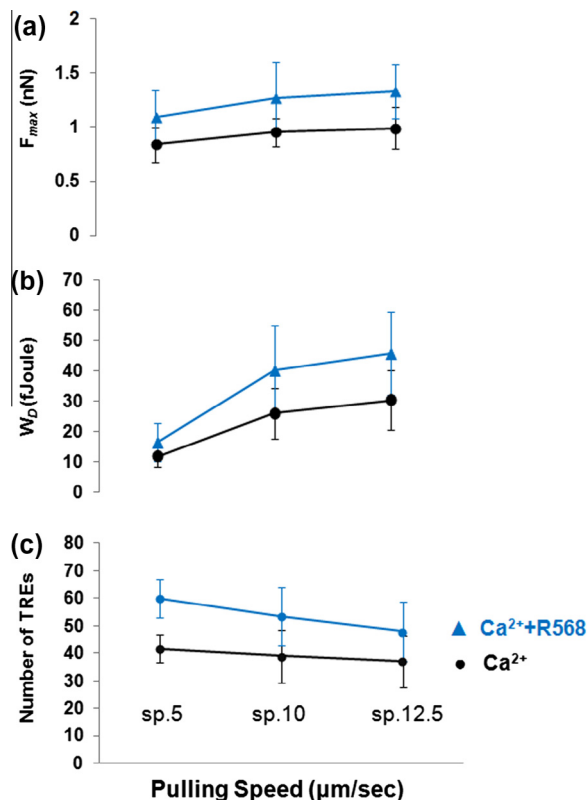 (a)
F_max (nN)
2
1.5
1
0.5
0
(b)
W_D (fJoule)
70
60
50
40
30
20
10
0
(c)
Number of TREs
80
70
60
50
40
30
20
10
0
sp.5 sp.10 sp.12.5
Ca²⁺+R568
Ca²⁺
Pulling Speed (µm/sec)